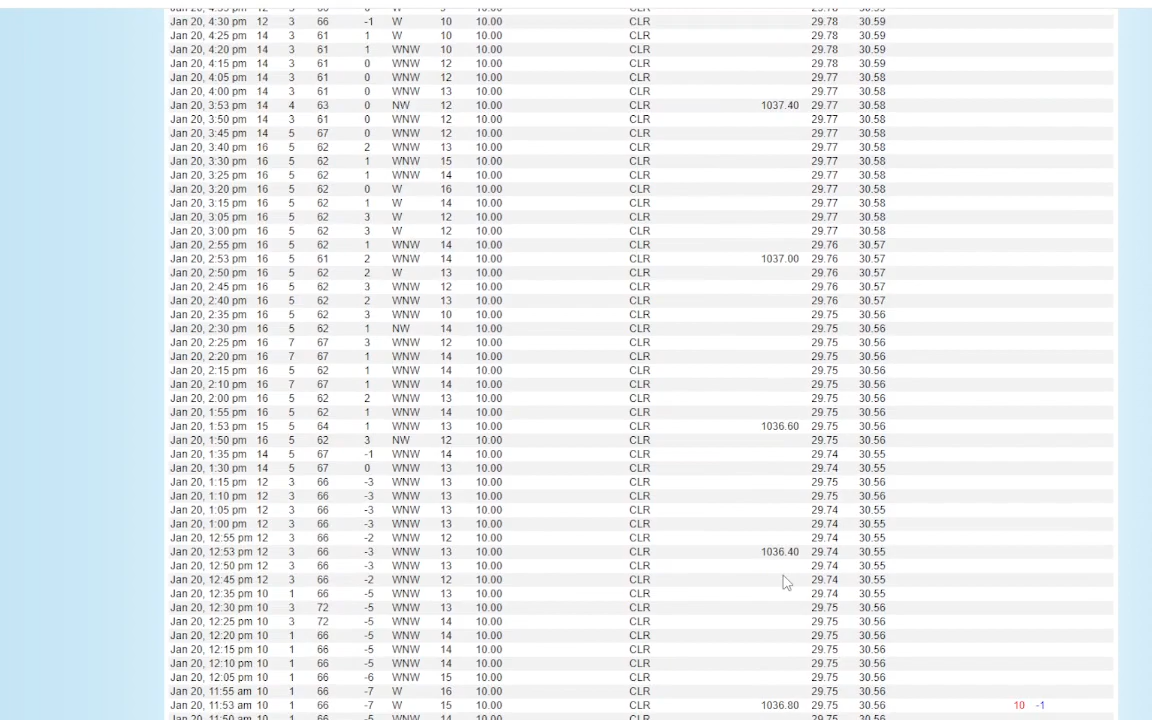 Jan 20, 4:30 pm 12 3 66 -1 W 10 10.00 CLR 29.78 30.59
Jan 20, 4:25 pm 14 3 61 1 W 10 10.00 CLR 29.78 30.59
Jan 20, 4:20 pm 14 3 61 1 WNW 10 10.00 CLR 29.78 30.59
Jan 20, 4:15 pm 14 3 61 0 WNW 12 10.00 CLR 29.78 30.59
Jan 20, 4:05 pm 14 3 61 0 WNW 12 10.00 CLR 29.77 30.58
Jan 20, 4:00 pm 14 3 61 0 WNW 13 10.00 CLR 29.77 30.58
Jan 20, 3:53 pm 14 4 63 0 NW 12 10.00 CLR 1037.40 29.77 30.58
Jan 20, 3:50 pm 14 3 61 0 WNW 12 10.00 CLR 29.77 30.58
Jan 20, 3:45 pm 14 5 67 0 WNW 12 10.00 CLR 29.77 30.58
Jan 20, 3:40 pm 16 5 62 2 WNW 13 10.00 CLR 29.77 30.58
Jan 20, 3:30 pm 16 5 62 1 WNW 15 10.00 CLR 29.77 30.58
Jan 20, 3:25 pm 16 5 62 1 WNW 14 10.00 CLR 29.77 30.58
Jan 20, 3:20 pm 16 5 62 0 W 16 10.00 CLR 29.77 30.58
Jan 20, 3:15 pm 16 5 62 1 W 14 10.00 CLR 29.77 30.58
Jan 20, 3:05 pm 16 5 62 3 W 12 10.00 CLR 29.77 30.58
Jan 20, 3:00 pm 16 5 62 3 W 12 10.00 CLR 29.77 30.58
Jan 20, 2:55 pm 16 5 62 1 WNW 14 10.00 CLR 29.76 30.57
Jan 20, 2:53 pm 16 5 61 2 WNW 14 10.00 CLR 1037.00 29.76 30.57
Jan 20, 2:50 pm 16 5 62 2 W 13 10.00 CLR 29.76 30.57
Jan 20, 2:45 pm 16 5 62 3 WNW 12 10.00 CLR 29.76 30.57
Jan 20, 2:40 pm 16 5 62 2 WNW 13 10.00 CLR 29.76 30.57
Jan 20, 2:35 pm 16 5 62 3 WNW 10 10.00 CLR 29.75 30.56
Jan 20, 2:30 pm 16 5 62 1 NW 14 10.00 CLR 29.75 30.56
Jan 20, 2:25 pm 16 7 67 3 WNW 12 10.00 CLR 29.75 30.56
Jan 20, 2:20 pm 16 7 67 1 WNW 14 10.00 CLR 29.75 30.56
Jan 20, 2:15 pm 16 5 62 1 WNW 14 10.00 CLR 29.75 30.56
Jan 20, 2:10 pm 16 7 67 1 WNW 14 10.00 CLR 29.75 30.56
Jan 20, 2:00 pm 16 5 62 2 WNW 13 10.00 CLR 29.75 30.56
Jan 20, 1:55 pm 16 5 62 1 WNW 14 10.00 CLR 29.75 30.56
Jan 20, 1:53 pm 15 5 64 1 WNW 13 10.00 CLR 1036.60 29.75 30.56
Jan 20, 1:50 pm 16 5 62 3 NW 12 10.00 CLR 29.75 30.56
Jan 20, 1:35 pm 14 5 67 -1 WNW 14 10.00 CLR 29.74 30.55
Jan 20, 1:30 pm 14 5 67 0 WNW 13 10.00 CLR 29.74 30.55
Jan 20, 1:15 pm 12 3 66 -3 WNW 13 10.00 CLR 29.75 30.56
Jan 20, 1:10 pm 12 3 66 -3 WNW 13 10.00 CLR 29.75 30.56
Jan 20, 1:05 pm 12 3 66 -3 WNW 13 10.00 CLR 29.74 30.55
Jan 20, 1:00 pm 12 3 66 -3 WNW 13 10.00 CLR 29.74 30.55
Jan 20, 12:55 pm 12 3 66 -2 WNW 12 10.00 CLR 29.74 30.55
Jan 20, 12:53 pm 12 3 66 -3 WNW 13 10.00 CLR 1036.40 29.74 30.55
Jan 20, 12:50 pm 12 3 66 -3 WNW 13 10.00 CLR 29.74 30.55
Jan 20, 12:45 pm 12 3 66 -2 WNW 12 10.00 CLR 29.74 30.55
Jan 20, 12:35 pm 10 1 66 -5 WNW 13 10.00 CLR 29.74 30.55
Jan 20, 12:30 pm 10 3 72 -5 WNW 13 10.00 CLR 29.75 30.56
Jan 20, 12:25 pm 10 3 72 -5 WNW 14 10.00 CLR 29.75 30.56
Jan 20, 12:20 pm 10 1 66 -5 WNW 14 10.00 CLR 29.75 30.56
Jan 20, 12:15 pm 10 1 66 -5 WNW 14 10.00 CLR 29.75 30.56
Jan 20, 12:10 pm 10 1 66 -5 WNW 14 10.00 CLR 29.75 30.56
Jan 20, 12:05 pm 10 1 66 -6 WNW 15 10.00 CLR 29.75 30.56
Jan 20, 11:55 am 10 1 66 -7 W 16 10.00 CLR 29.75 30.56
Jan 20, 11:53 am 10 1 66 -7 W 15 10.00 CLR 1036.80 29.75 30.56 10 -1
Jan 20, 11:50 am 10 1 66 -5 WNW 14 10.00 CLR 29.75 30.56